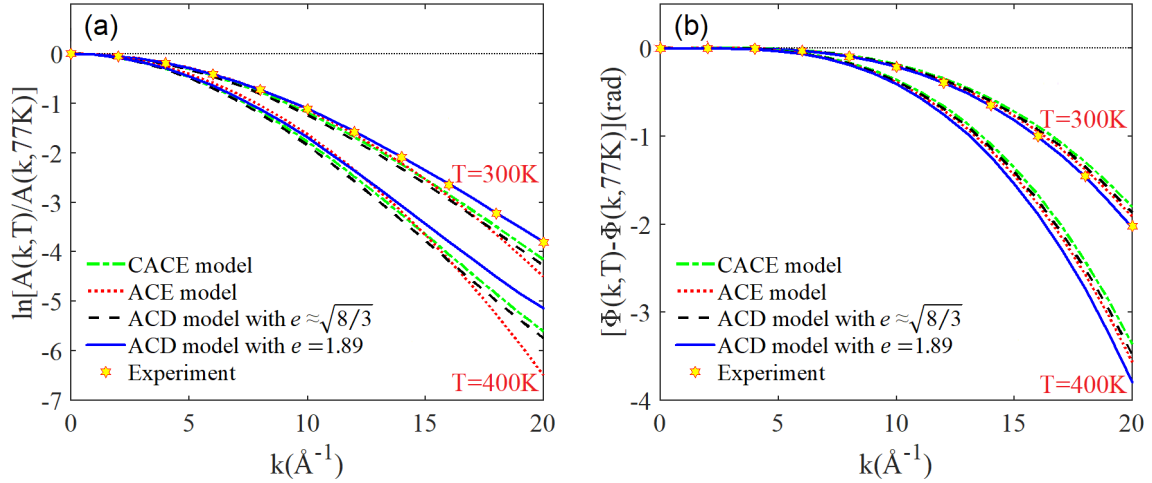 (a)
ln[A(k,T)/A(k,77K)]
0
-1
-2
-3
-4
-5
-6
-7
T=300K
CACE model
ACE model
ACD model with e≈√8/3
ACD model with e=1.89
Experiment
T=400K
0 5 10 15 20
k(Å⁻¹)
(b)
[Φ(k,T)-Φ(k,77K)](rad)
0
-1
-2
-3
-4
T=300K
CACE model
ACE model
ACD model with e≈√8/3
ACD model with e=1.89
Experiment
T=400K
0 5 10 15 20
k(Å⁻¹)